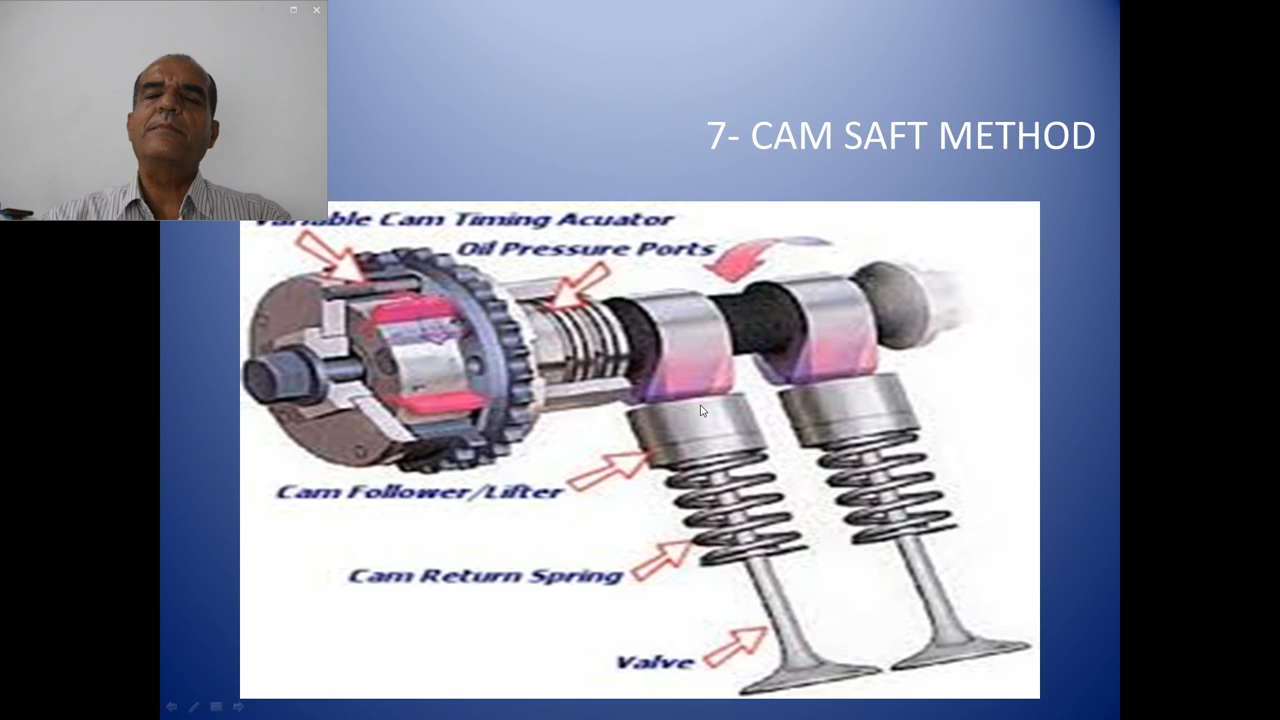 7- CAM SAFT METHOD
Variable Cam Timing Acuator
Oil Pressure Ports
Cam Follower/Lifter
Cam Return Spring
Valve